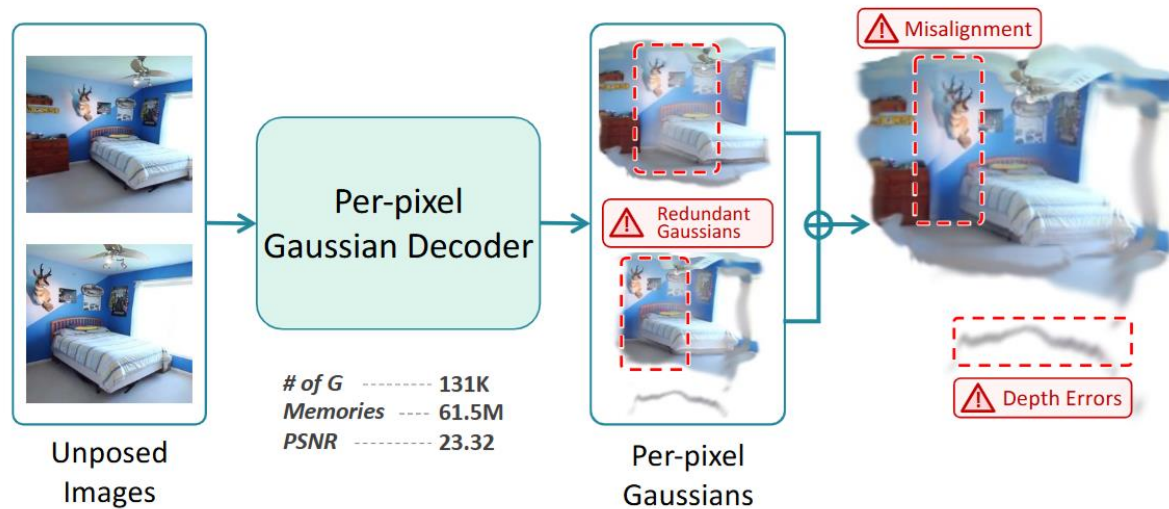 Unposed
Images
Per-pixel
Gaussian Decoder
# of G -------- 131K
Memories ---- 61.5M
PSNR -------- 23.32
Redundant
Gaussians
Per-pixel
Gaussians
Misalignment
Depth Errors